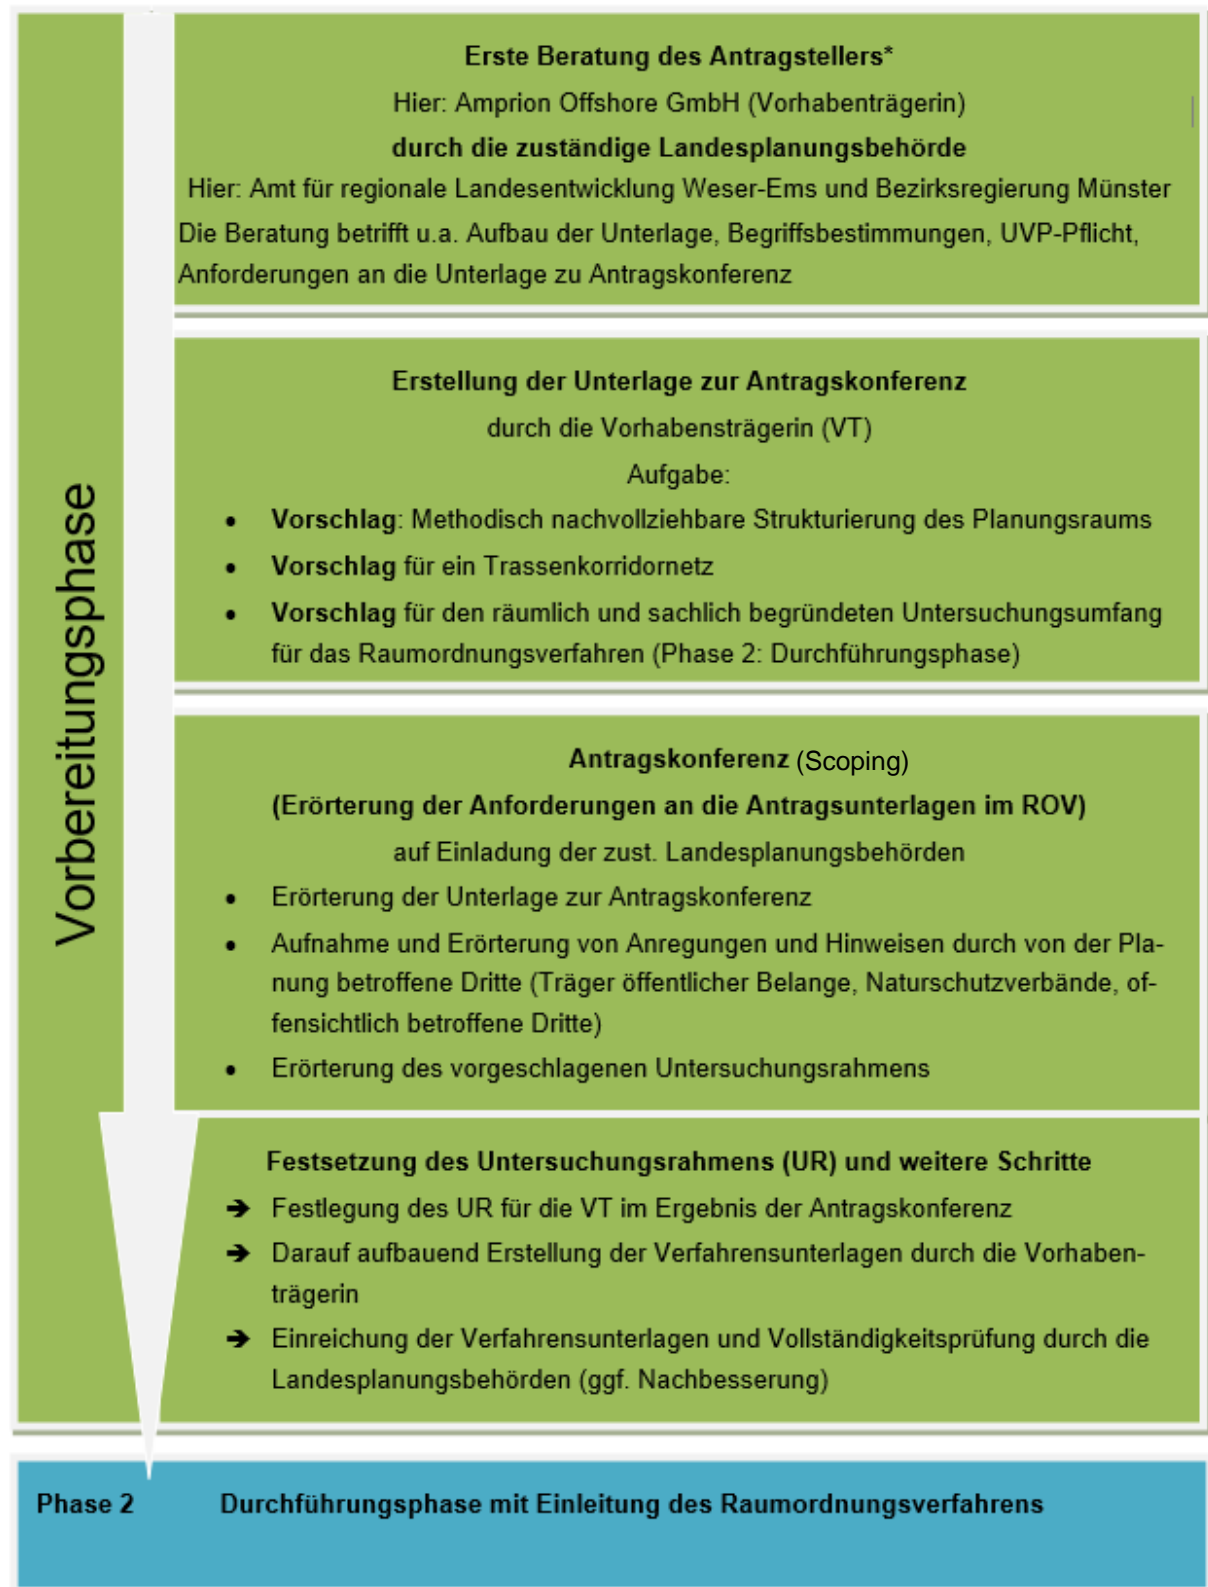 Vorbereitungsphase
Erste Beratung des Antragstellers*
Hier: Amprion Offshore GmbH (Vorhabenträgerin)
durch die zuständige Landesplanungsbehörde
Hier: Amt für regionale Landesentwicklung Weser-Ems und Bezirksregierung Münster
Die Beratung betrifft u.a. Aufbau der Unterlage, Begriffsbestimmungen, UVP-Pflicht,
Anforderungen an die Unterlage zu Antragskonferenz
Erstellung der Unterlage zur Antragskonferenz
durch die Vorhabensträgerin (VT)
Aufgabe:
• Vorschlag: Methodisch nachvollziehbare Strukturierung des Planungsraums
• Vorschlag für ein Trassenkorridornetz
• Vorschlag für den räumlich und sachlich begründeten Untersuchungsumfang
für das Raumordnungsverfahren (Phase 2: Durchführungsphase)
Antragskonferenz (Scoping)
(Erörterung der Anforderungen an die Antragsunterlagen im ROV)
auf Einladung der zust. Landesplanungsbehörden
• Erörterung der Unterlage zur Antragskonferenz
• Aufnahme und Erörterung von Anregungen und Hinweisen durch von der Pla-
nung betroffene Dritte (Träger öffentlicher Belange, Naturschutzverbände, of-
fensichtlich betroffene Dritte)
• Erörterung des vorgeschlagenen Untersuchungsrahmens
Festsetzung des Untersuchungsrahmens (UR) und weitere Schritte
➔ Festlegung des UR für die VT im Ergebnis der Antragskonferenz
➔ Darauf aufbauend Erstellung der Verfahrensunterlagen durch die Vorhaben-
trägerin
➔ Einreichung der Verfahrensunterlagen und Vollständigkeitsprüfung durch die
Landesplanungsbehörden (ggf. Nachbesserung)
Phase 2 Durchführungsphase mit Einleitung des Raumordnungsverfahrens